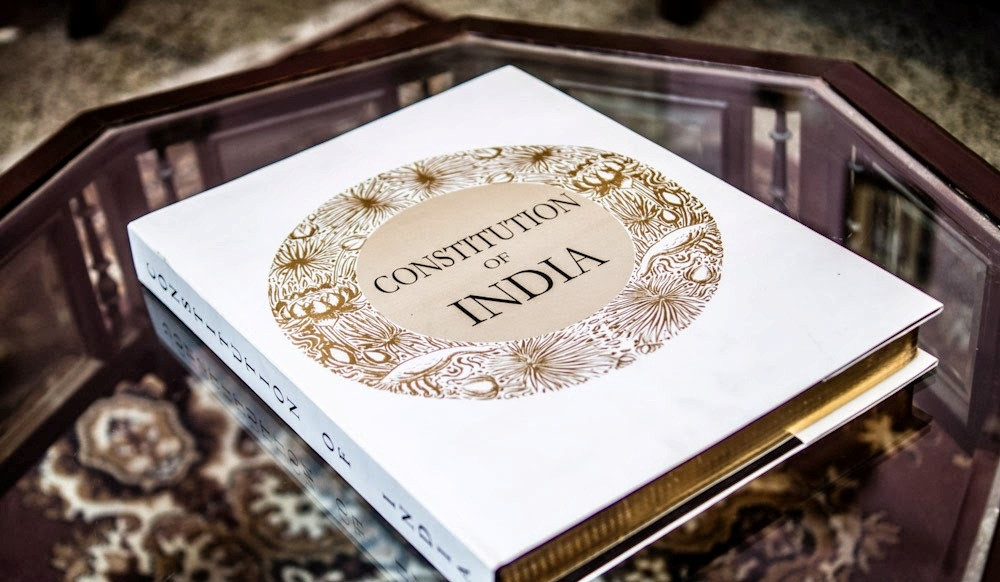 CONSTITUTION
OF
INDIA
CONSTITUTION OF INDIA